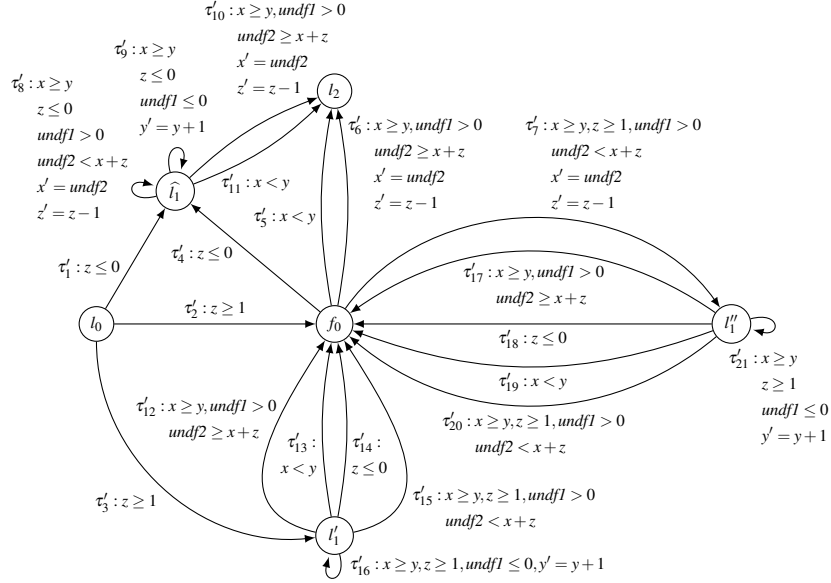 τ′10 : x ≥ y, undf1 > 0
undf2 ≥ x + z
x′ = undf2
z′ = z − 1
τ′9 : x ≥ y
z ≤ 0
undf1 ≤ 0
y′ = y + 1
τ′8 : x ≥ y
z ≤ 0
undf1 > 0
undf2 < x + z
x′ = undf2
z′ = z − 1
l2
τ′6 : x ≥ y, undf1 > 0
undf2 ≥ x + z
x′ = undf2
z′ = z − 1
τ′7 : x ≥ y, z ≥ 1, undf1 > 0
undf2 < x + z
x′ = undf2
z′ = z − 1
l̂1
τ′11 : x < y
τ′5 : x < y
τ′1 : z ≤ 0
τ′4 : z ≤ 0
τ′17 : x ≥ y, undf1 > 0
undf2 ≥ x + z
l0
τ′2 : z ≥ 1
f0
l″1
τ′18 : z ≤ 0
τ′19 : x < y
τ′21 : x ≥ y
z ≥ 1
undf1 ≤ 0
y′ = y + 1
τ′20 : x ≥ y, z ≥ 1, undf1 > 0
undf2 < x + z
τ′12 : x ≥ y, undf1 > 0
undf2 ≥ x + z
τ′13 :
x < y
τ′14 :
z ≤ 0
τ′3 : z ≥ 1
τ′15 : x ≥ y, z ≥ 1, undf1 > 0
undf2 < x + z
l′1
τ′16 : x ≥ y, z ≥ 1, undf1 ≤ 0, y′ = y + 1